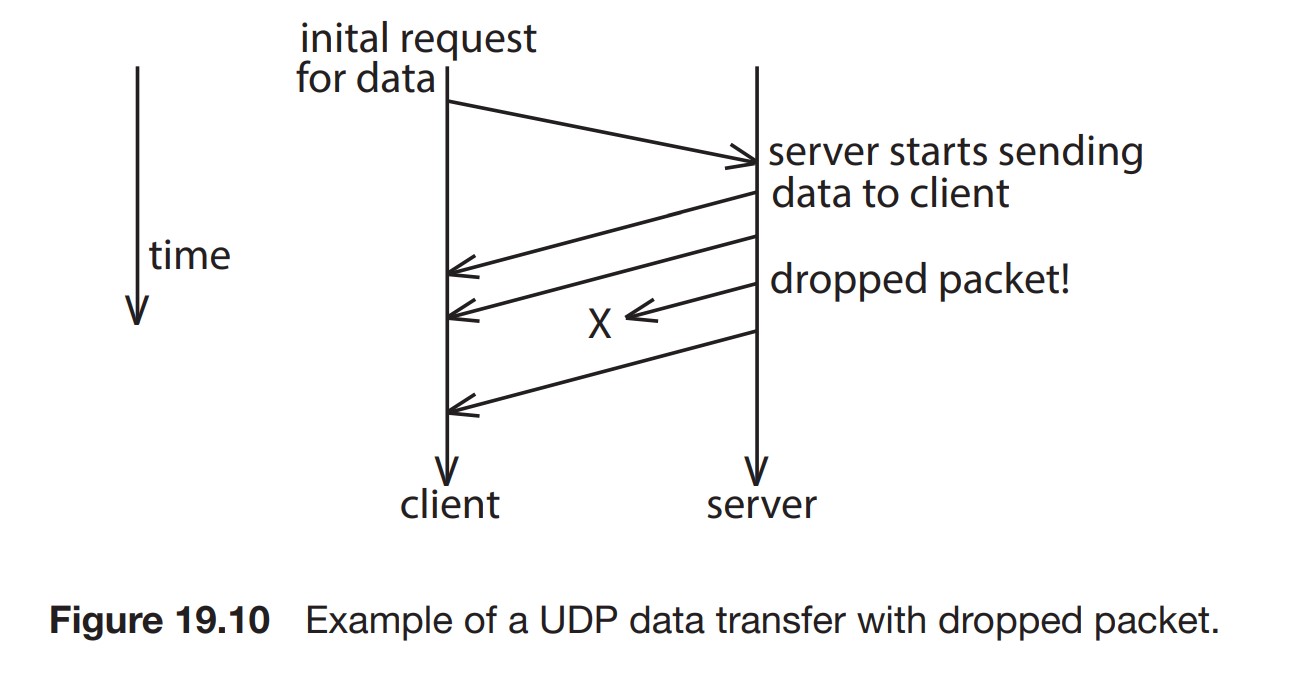 inital request
for data
server starts sending
data to client
time
dropped packet!
X
client
server
Figure 19.10 Example of a UDP data transfer with dropped packet.